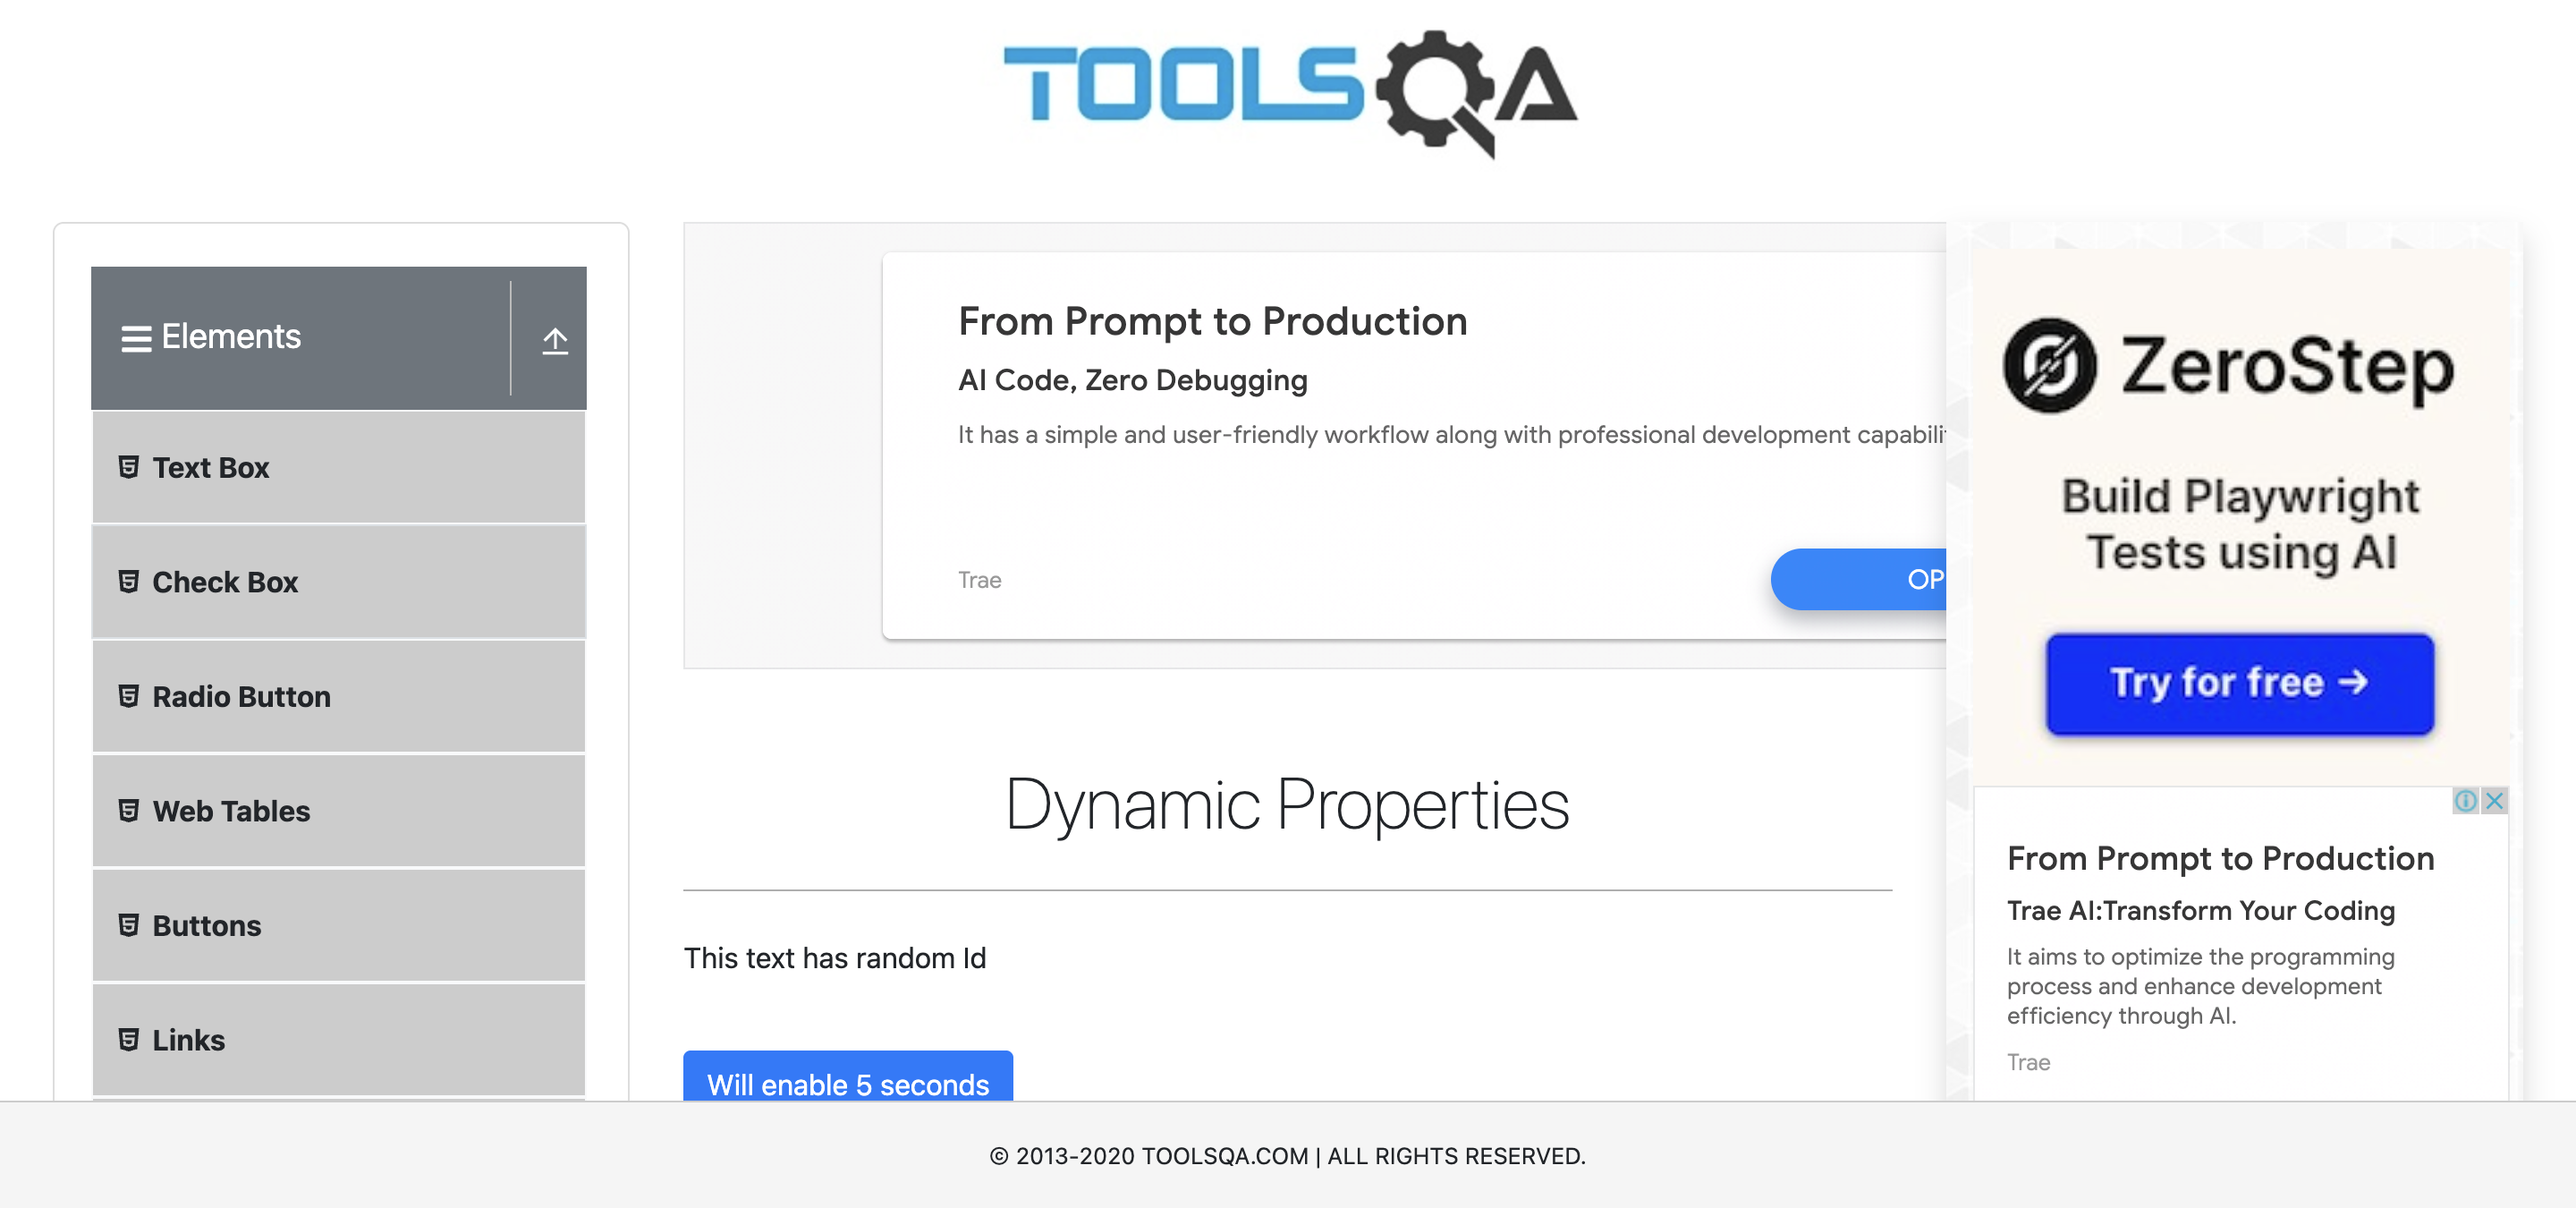 TOOLSQA
Elements
Text Box
Check Box
Radio Button
Web Tables
Buttons
Links
From Prompt to Production
AI Code, Zero Debugging
It has a simple and user-friendly workflow along with professional development capabili
Trae
OP
Dynamic Properties
This text has random Id
Will enable 5 seconds
ZeroStep
Build Playwright
Tests using AI
Try for free →
From Prompt to Production
Trae AI:Transform Your Coding
It aims to optimize the programming
process and enhance development
efficiency through AI.
Trae
© 2013-2020 TOOLSQA.COM | ALL RIGHTS RESERVED.